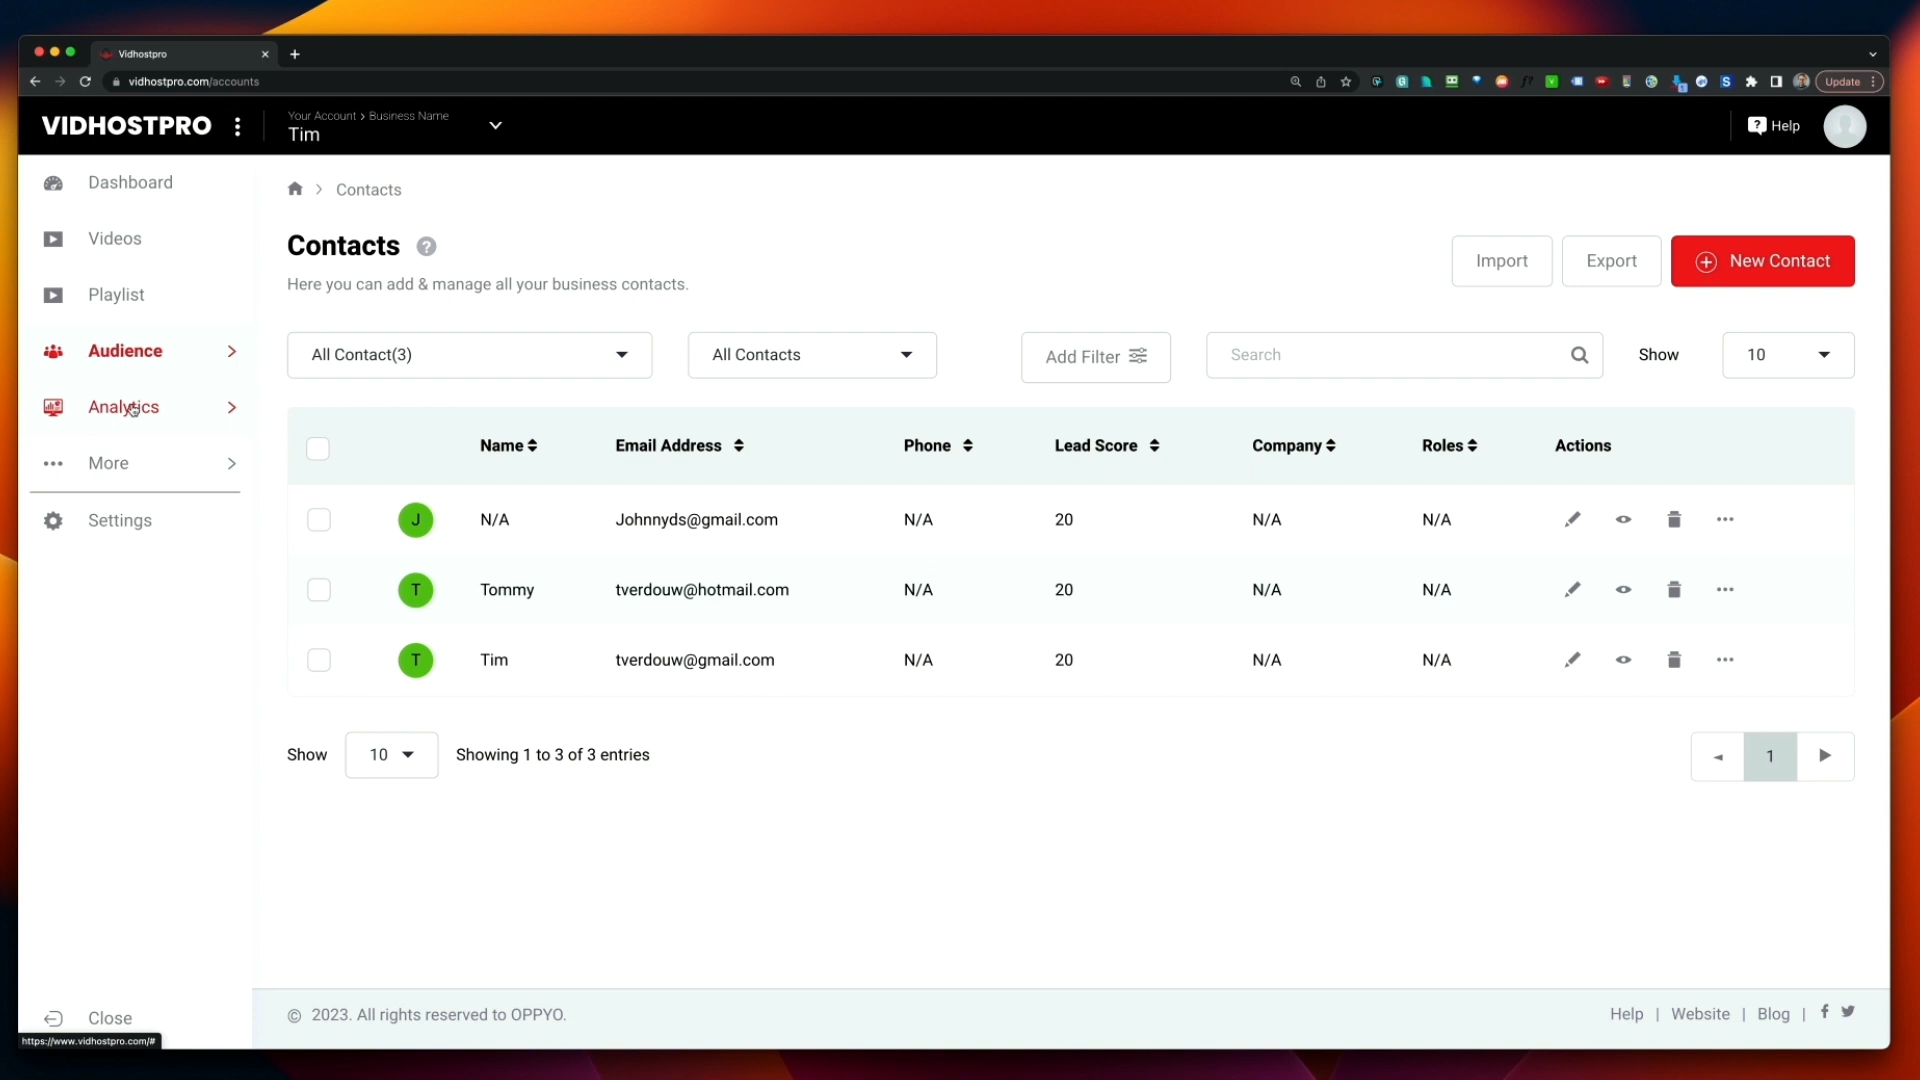 Vidhostpro
vidhostpro.com/accounts
Update
VIDHOSTPRO
Your Account > Business Name
Tim
? Help
Dashboard
Videos
Playlist
Audience
Analytics
More
Settings
Close
https://www.vidhostpro.com/#
Contacts
Contacts ?
Here you can add & manage all your business contacts.
Import
Export
New Contact
All Contact(3)
All Contacts
Add Filter
Search
Show
10
Name Email Address Phone Lead Score Company Roles Actions
J N/A Johnnyds@gmail.com N/A 20 N/A N/A
T Tommy tverdouw@hotmail.com N/A 20 N/A N/A
T Tim tverdouw@gmail.com N/A 20 N/A N/A
Show 10 Showing 1 to 3 of 3 entries
1
© 2023. All rights reserved to OPPYO.
Help | Website | Blog |